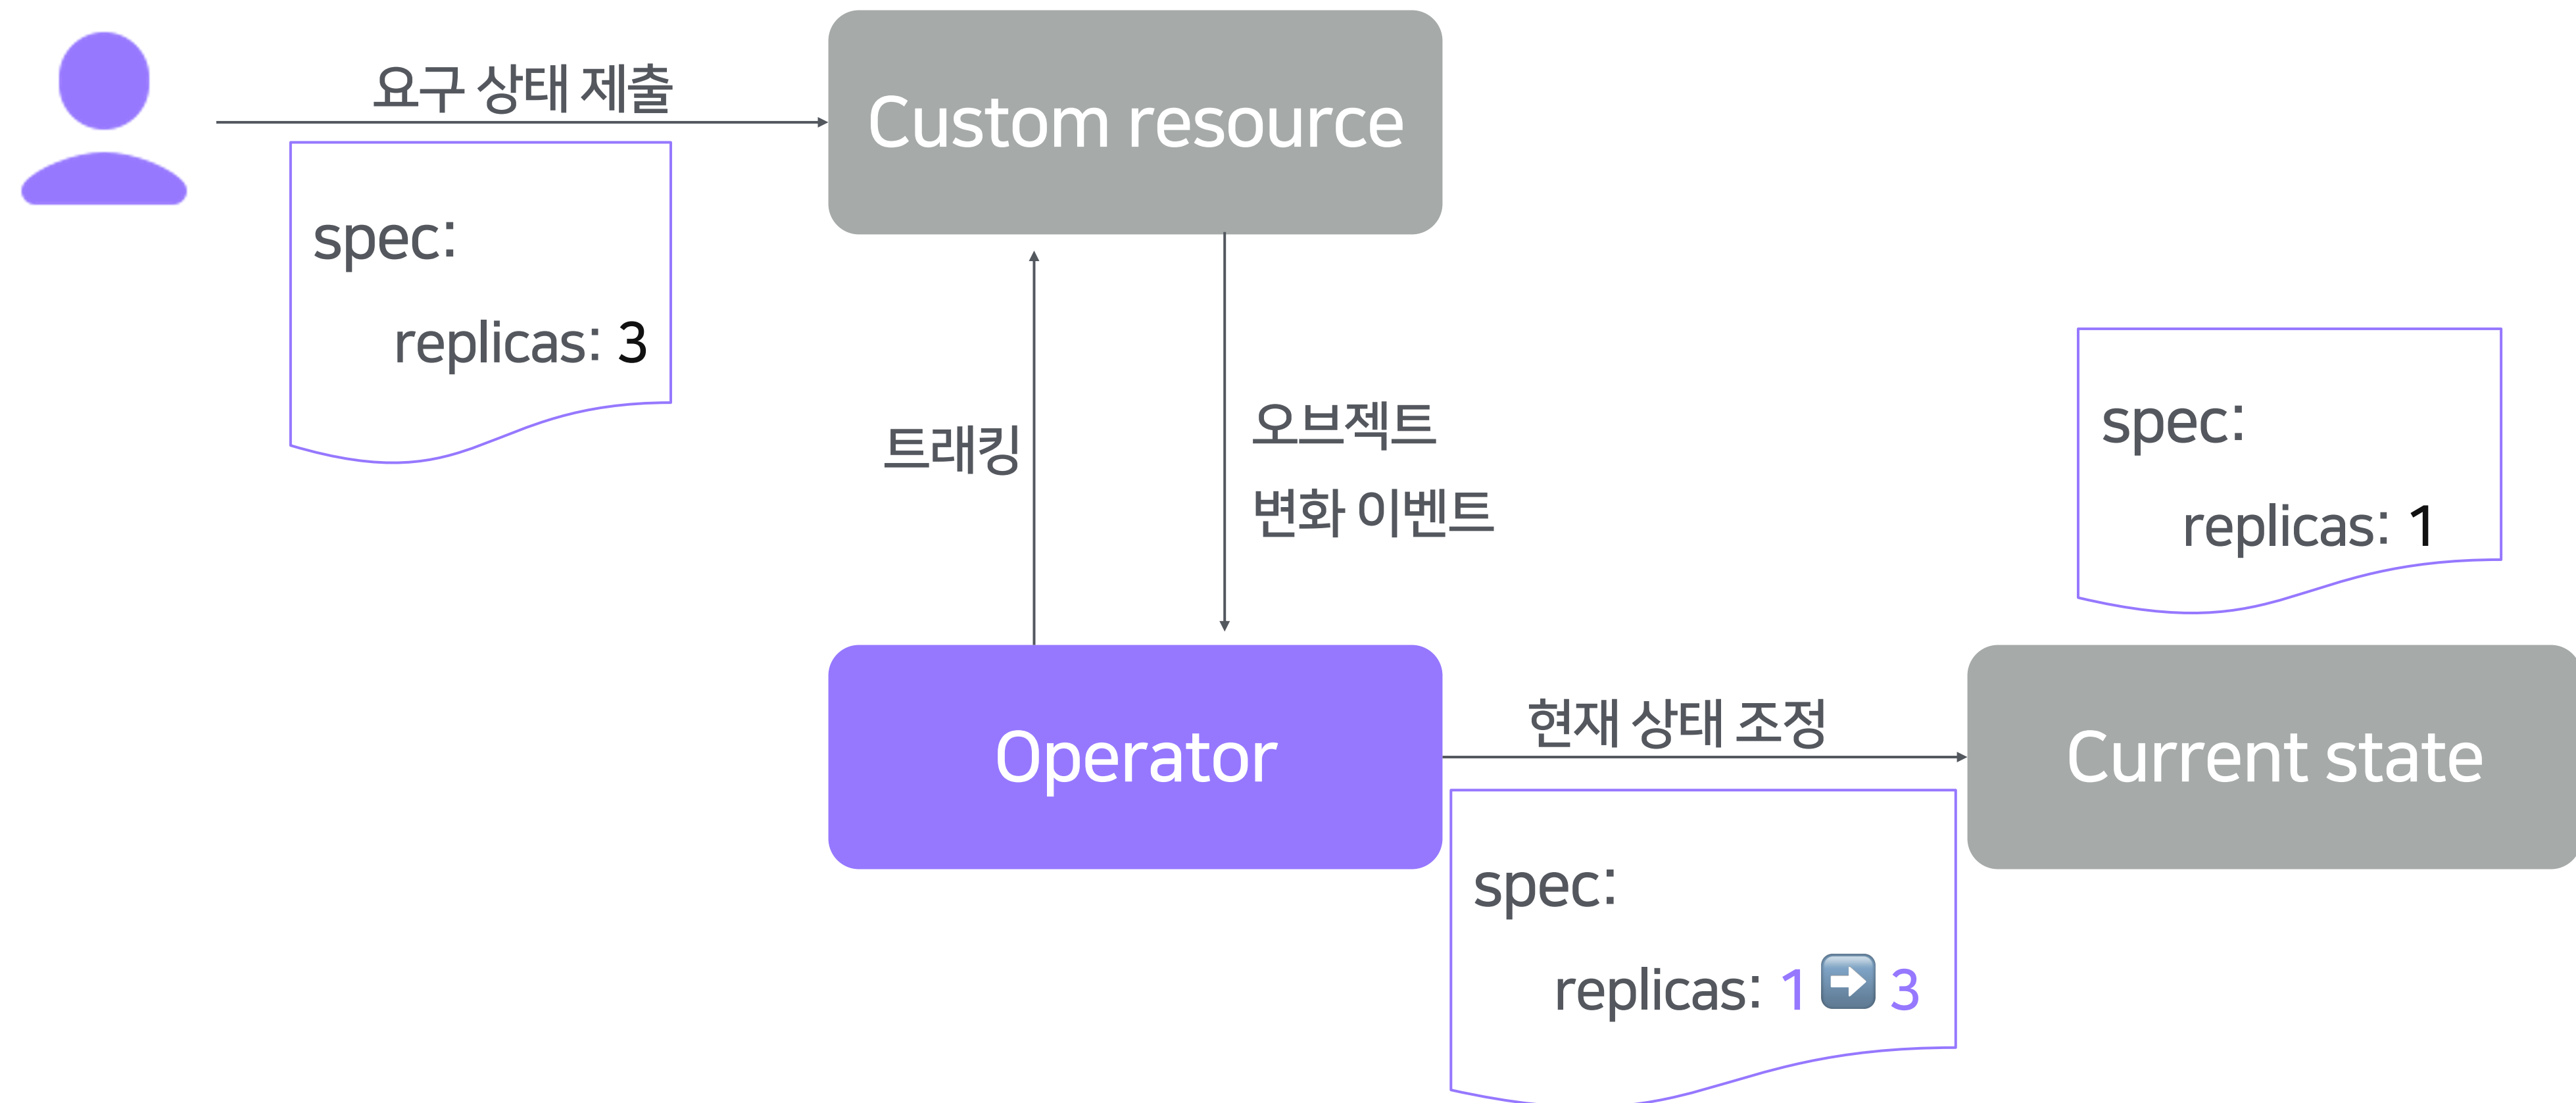 요구 상태 제출
Custom resource
spec:
replicas: 3
트래킹
오브젝트
변화 이벤트
spec:
replicas: 1
Operator
현재 상태 조정
Current state
spec:
replicas: 1 ➡️ 3